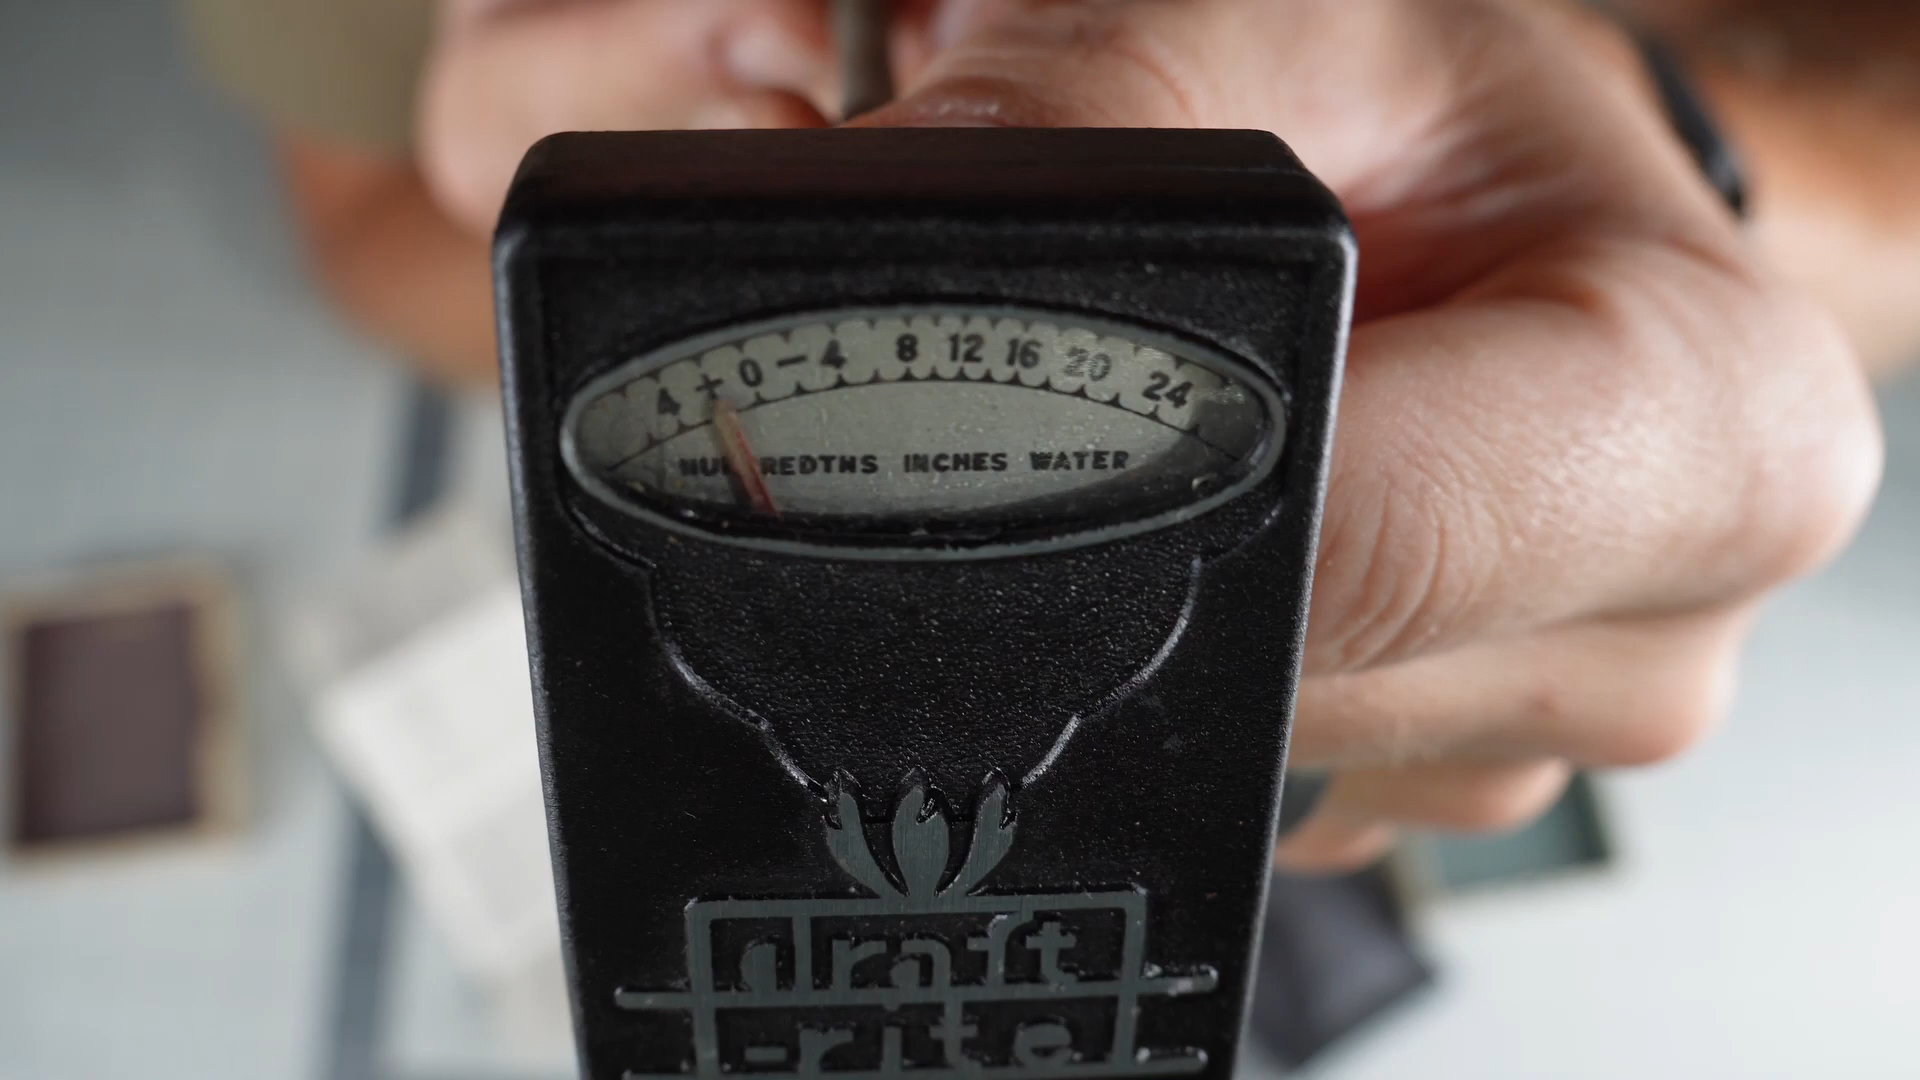 4 + 0 - 4 8 12 16 20 24
HUNDREDTHS INCHES WATER
draft
-rite